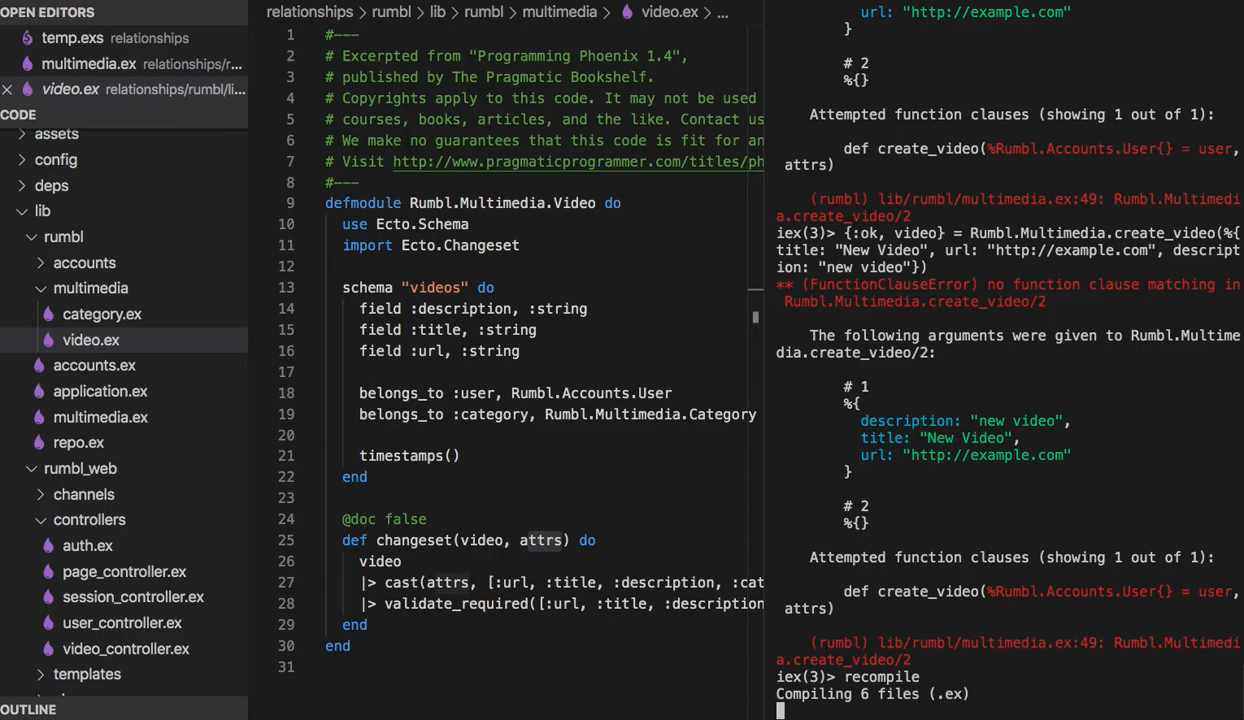 OPEN EDITORS
temp.exs relationships
multimedia.ex relationships/r...
video.ex relationships/rumbl/li...
CODE
assets
config
deps
lib
rumbl
accounts
multimedia
category.ex
video.ex
accounts.ex
application.ex
multimedia.ex
repo.ex
rumbl_web
channels
controllers
auth.ex
page_controller.ex
session_controller.ex
user_controller.ex
video_controller.ex
templates
OUTLINE
relationships > rumbl > lib > rumbl > multimedia > video.ex > ...
1 #---
2 # Excerpted from "Programming Phoenix 1.4",
3 # published by The Pragmatic Bookshelf.
4 # Copyrights apply to this code. It may not be used
5 # courses, books, articles, and the like. Contact us
6 # We make no guarantees that this code is fit for an
7 # Visit http://www.pragmaticprogrammer.com/titles/ph
8 #---
9 defmodule Rumbl.Multimedia.Video do
10 use Ecto.Schema
11 import Ecto.Changeset
12
13 schema "videos" do
14 field :description, :string
15 field :title, :string
16 field :url, :string
17
18 belongs_to :user, Rumbl.Accounts.User
19 belongs_to :category, Rumbl.Multimedia.Category
20
21 timestamps()
22 end
23
24 @doc false
25 def changeset(video, attrs) do
26 video
27 |> cast(attrs, [:url, :title, :description, :cat
28 |> validate_required([:url, :title, :description
29 end
30 end
31
url: "http://example.com"
}
# 2
%{}
Attempted function clauses (showing 1 out of 1):
def create_video(%Rumbl.Accounts.User{} = user,
attrs)
(rumbl) lib/rumbl/multimedia.ex:49: Rumbl.Multimedi
a.create_video/2
iex(3)> {:ok, video} = Rumbl.Multimedia.create_video(%{
title: "New Video", url: "http://example.com", descript
ion: "new video"})
** (FunctionClauseError) no function clause matching in
Rumbl.Multimedia.create_video/2
The following arguments were given to Rumbl.Multime
dia.create_video/2:
# 1
%{
description: "new video",
title: "New Video",
url: "http://example.com"
}
# 2
%{}
Attempted function clauses (showing 1 out of 1):
def create_video(%Rumbl.Accounts.User{} = user,
attrs)
(rumbl) lib/rumbl/multimedia.ex:49: Rumbl.Multimedi
a.create_video/2
iex(3)> recompile
Compiling 6 files (.ex)